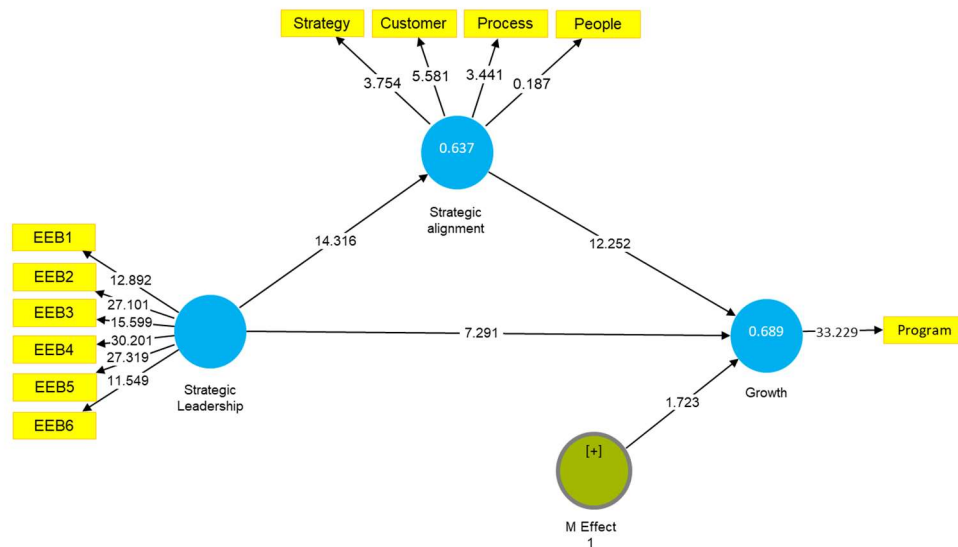 Strategy
Customer
Process
People
3.754
5.581
3.441
0.187
0.637
Strategic
alignment
EEB1
EEB2
EEB3
EEB4
EEB5
EEB6
12.892
27.101
15.599
30.201
27.319
11.549
Strategic
Leadership
14.316
12.252
7.291
0.689
Growth
33.229
Program
1.723
[+]
M Effect
1